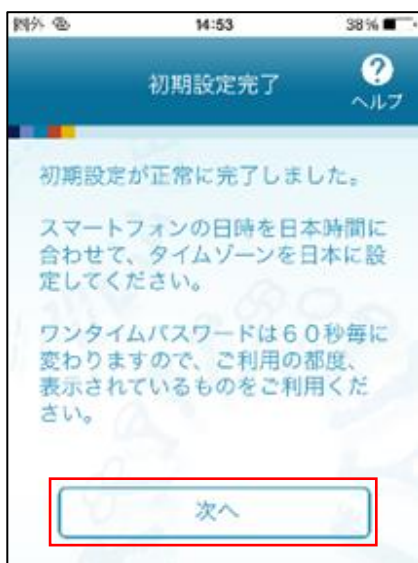 圏外 14:53 38%
初期設定完了
?
ヘルプ
初期設定が正常に完了しました。
スマートフォンの日時を日本時間に
合わせて、タイムゾーンを日本に設
定してください。
ワンタイムパスワードは60秒毎に
変わりますので、ご利用の都度、
表示されているものをご利用くだ
さい。
次へ